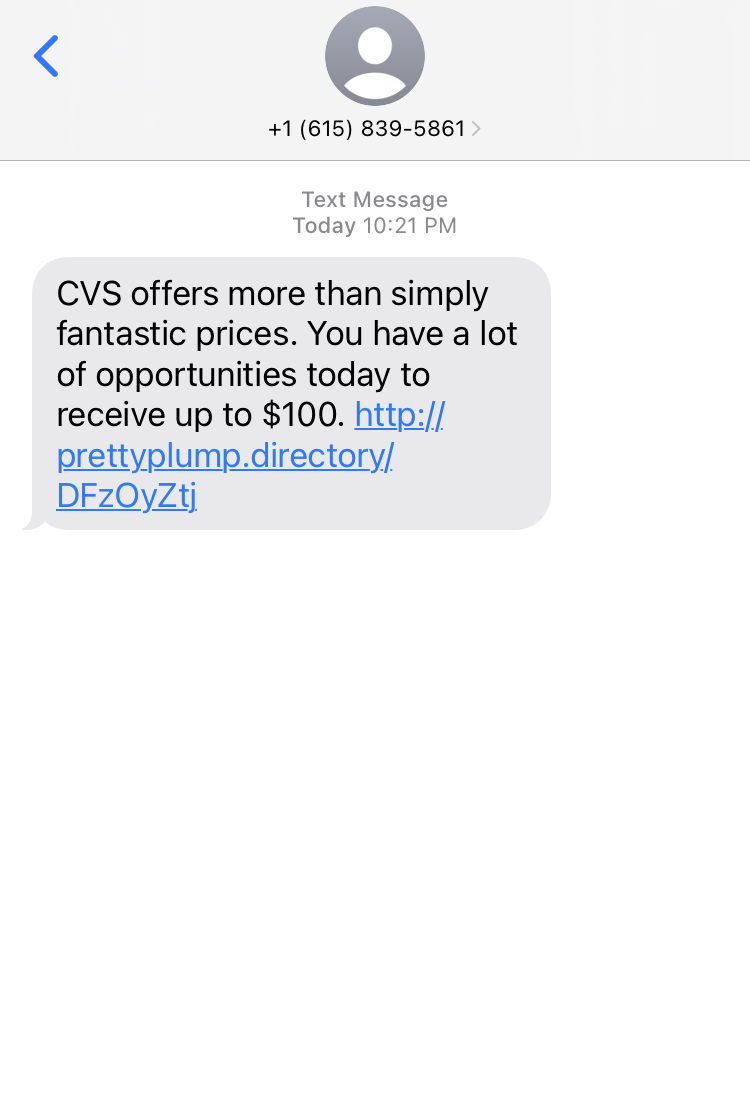 +1 (615) 839-5861
Text Message
Today 10:21 PM
CVS offers more than simply
fantastic prices. You have a lot
of opportunities today to
receive up to $100. http://
prettyplump.directory/
DFzOyZtj